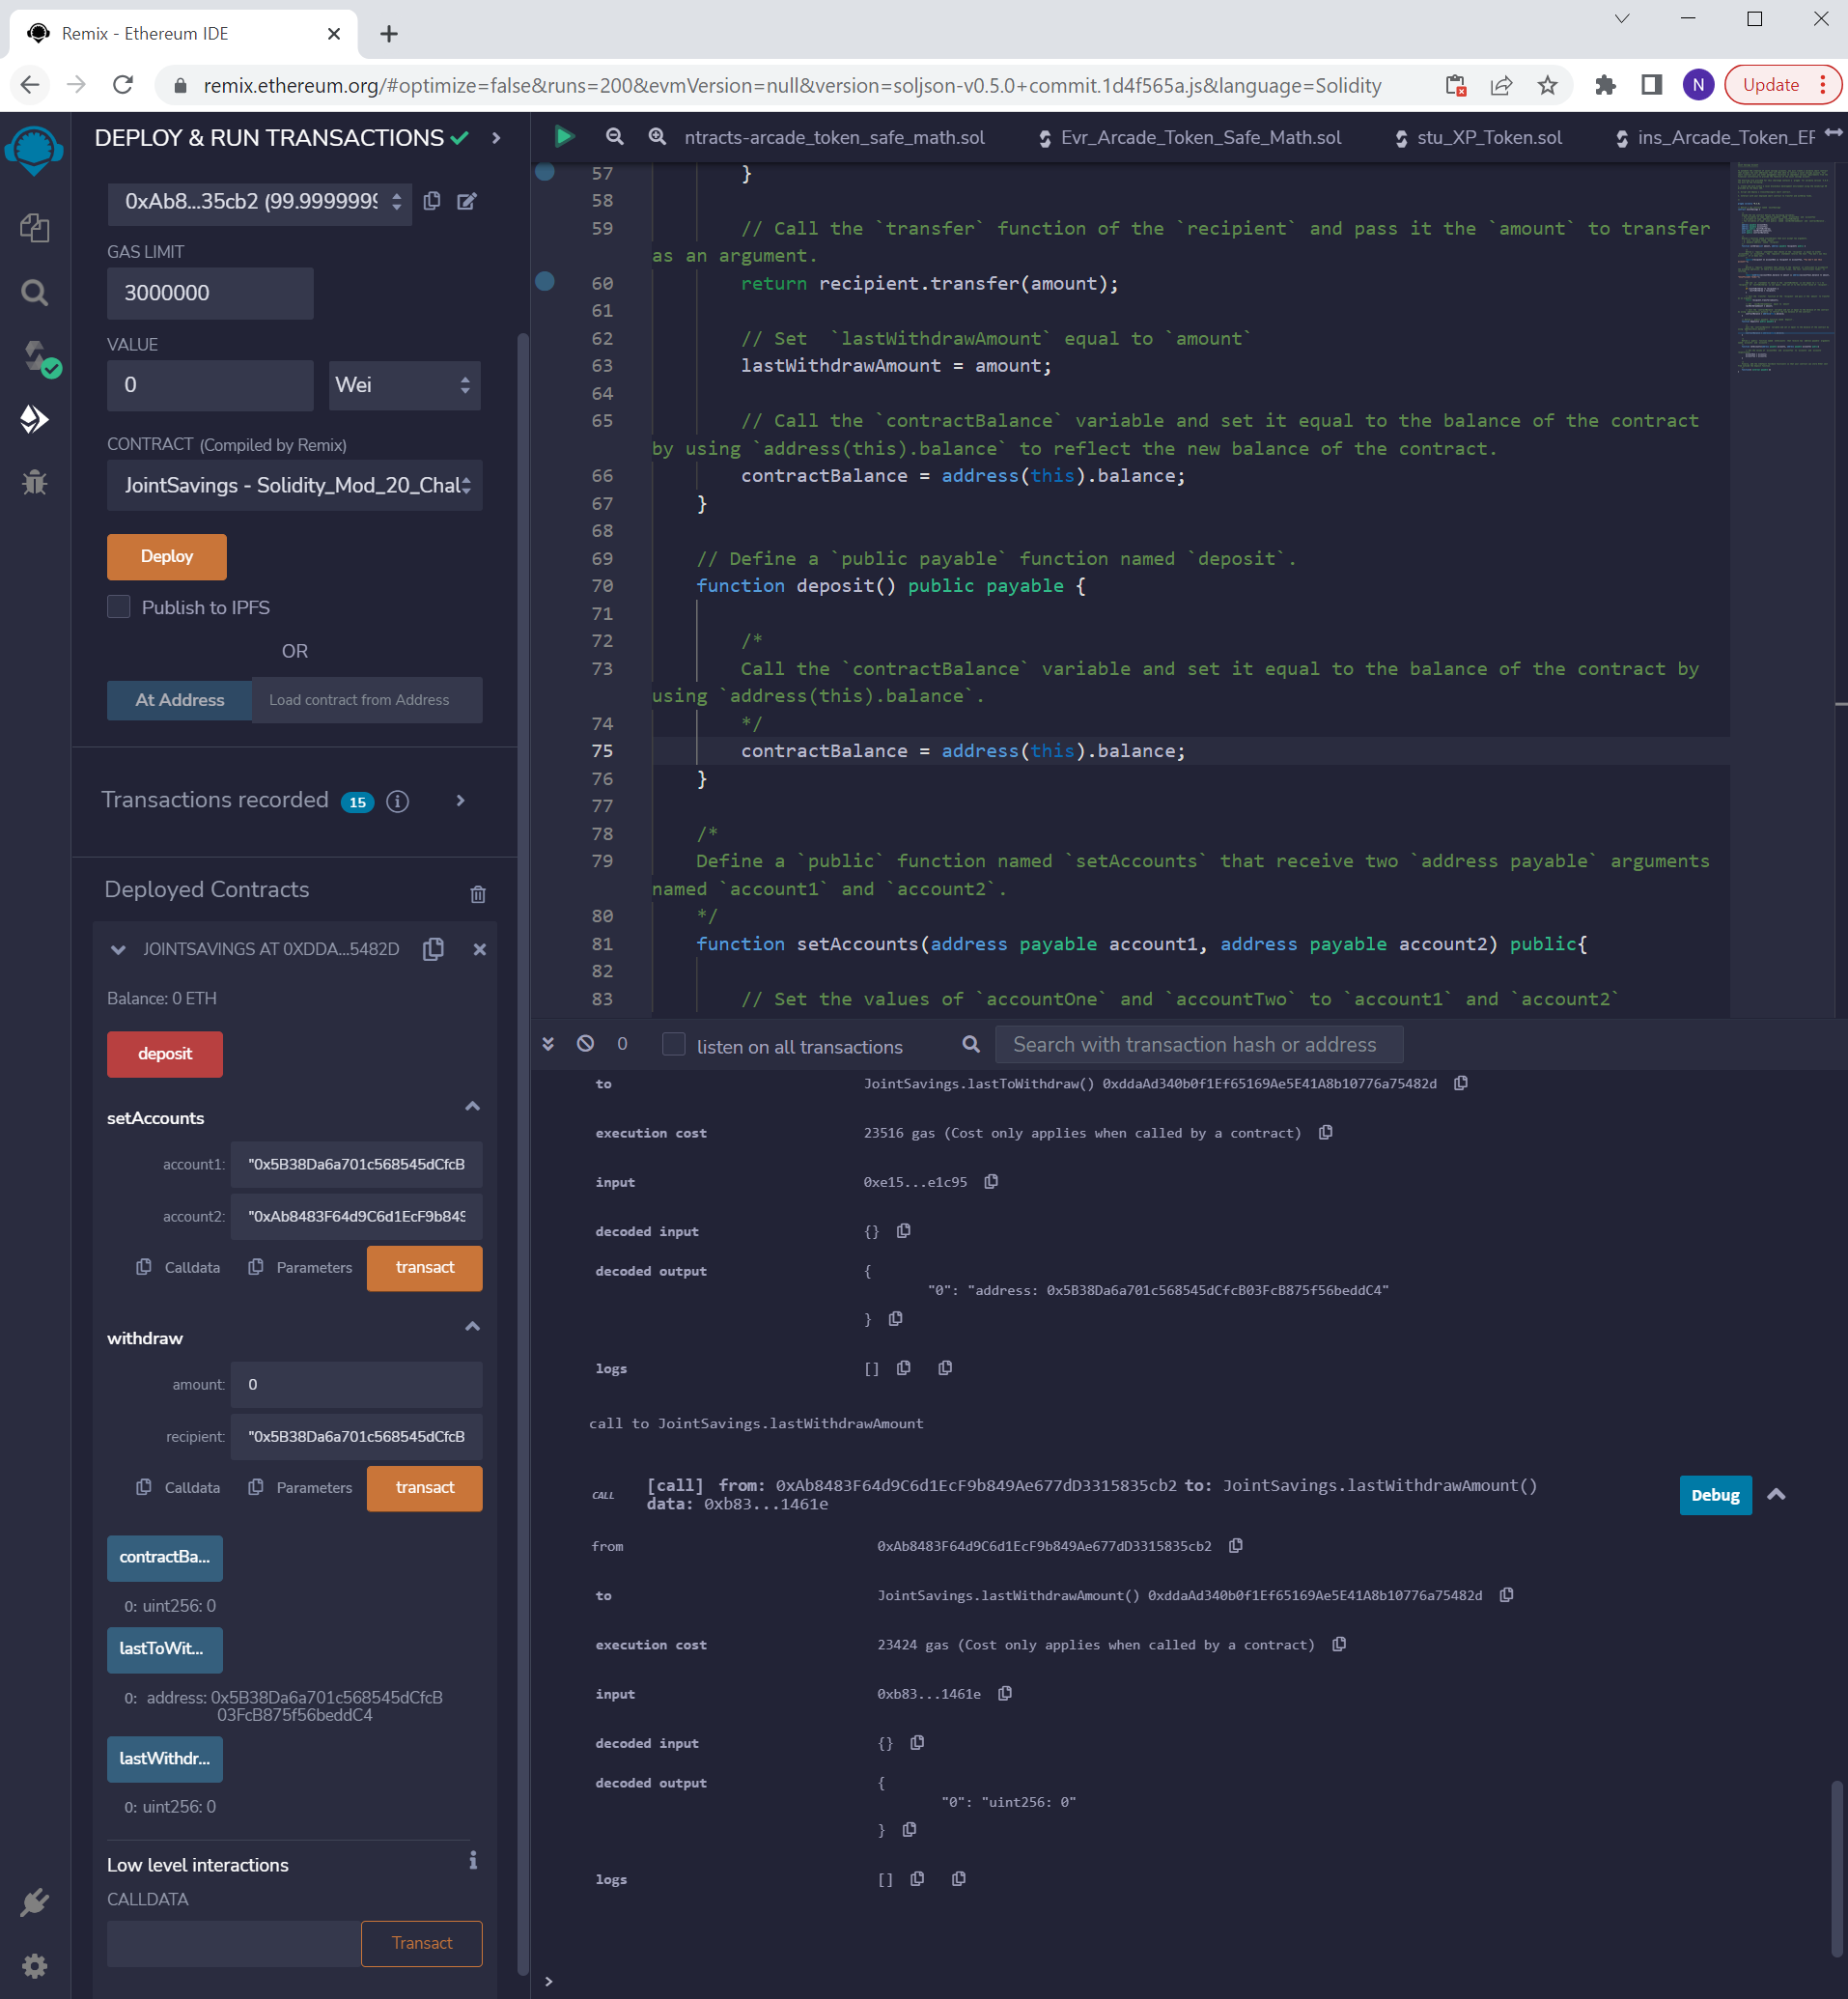 Remix - Ethereum IDE
remix.ethereum.org/#optimize=false&runs=200&evmVersion=null&version=soljson-v0.5.0+commit.1d4f565a.js&language=Solidity
N
Update
DEPLOY & RUN TRANSACTIONS
0xAb8...35cb2 (99.9999999
GAS LIMIT
3000000
VALUE
0
Wei
CONTRACT (Compiled by Remix)
JointSavings - Solidity_Mod_20_Chal
Deploy
Publish to IPFS
OR
At Address
Load contract from Address
Transactions recorded 15 i
Deployed Contracts
JOINTSAVINGS AT 0XDDA...5482D
Balance: 0 ETH
deposit
setAccounts
account1: "0x5B38Da6a701c568545dCfcB
account2: "0xAb8483F64d9C6d1EcF9b849
Calldata Parameters transact
withdraw
amount: 0
recipient: "0x5B38Da6a701c568545dCfcB
Calldata Parameters transact
contractBa...
0: uint256: 0
lastToWit...
0: address: 0x5B38Da6a701c568545dCfcB
03FcB875f56beddC4
lastWithdr...
0: uint256: 0
Low level interactions i
CALLDATA
Transact
ntracts-arcade_token_safe_math.sol
Evr_Arcade_Token_Safe_Math.sol
stu_XP_Token.sol
ins_Arcade_Token_ER
57 }
58
59 // Call the `transfer` function of the `recipient` and pass it the `amount` to transfer
as an argument.
60 return recipient.transfer(amount);
61
62 // Set  `lastWithdrawAmount` equal to `amount`
63 lastWithdrawAmount = amount;
64
65 // Call the `contractBalance` variable and set it equal to the balance of the contract
by using `address(this).balance` to reflect the new balance of the contract.
66 contractBalance = address(this).balance;
67 }
68
69 // Define a `public payable` function named `deposit`.
70 function deposit() public payable {
71
72 /*
73 Call the `contractBalance` variable and set it equal to the balance of the contract by
using `address(this).balance`.
74 */
75 contractBalance = address(this).balance;
76 }
77
78 /*
79 Define a `public` function named `setAccounts` that receive two `address payable` arguments
named `account1` and `account2`.
80 */
81 function setAccounts(address payable account1, address payable account2) public{
82
83 // Set the values of `accountOne` and `accountTwo` to `account1` and `account2`
0 listen on all transactions Search with transaction hash or address
to JointSavings.lastToWithdraw() 0xddaAd340b0f1Ef65169Ae5E41A8b10776a75482d
execution cost 23516 gas (Cost only applies when called by a contract)
input 0xe15...e1c95
decoded input {}
decoded output {
"0": "address: 0x5B38Da6a701c568545dCfcB03FcB875f56beddC4"
}
logs []
call to JointSavings.lastWithdrawAmount
CALL [call] from: 0xAb8483F64d9C6d1EcF9b849Ae677dD3315835cb2 to: JointSavings.lastWithdrawAmount()
data: 0xb83...1461e
Debug
from 0xAb8483F64d9C6d1EcF9b849Ae677dD3315835cb2
to JointSavings.lastWithdrawAmount() 0xddaAd340b0f1Ef65169Ae5E41A8b10776a75482d
execution cost 23424 gas (Cost only applies when called by a contract)
input 0xb83...1461e
decoded input {}
decoded output {
"0": "uint256: 0"
}
logs []
>